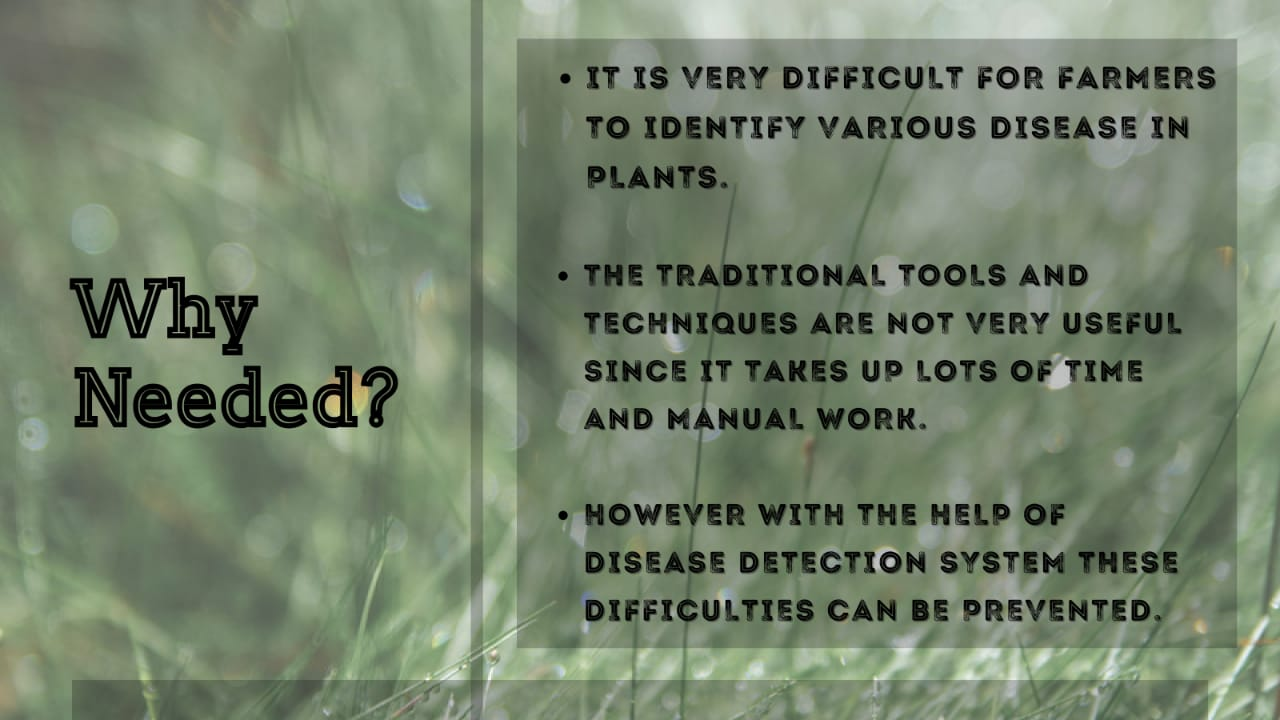 Why
Needed?
• IT IS VERY DIFFICULT FOR FARMERS
TO IDENTIFY VARIOUS DISEASE IN
PLANTS.
• THE TRADITIONAL TOOLS AND
TECHNIQUES ARE NOT VERY USEFUL
SINCE IT TAKES UP LOTS OF TIME
AND MANUAL WORK.
• HOWEVER WITH THE HELP OF
DISEASE DETECTION SYSTEM THESE
DIFFICULTIES CAN BE PREVENTED.